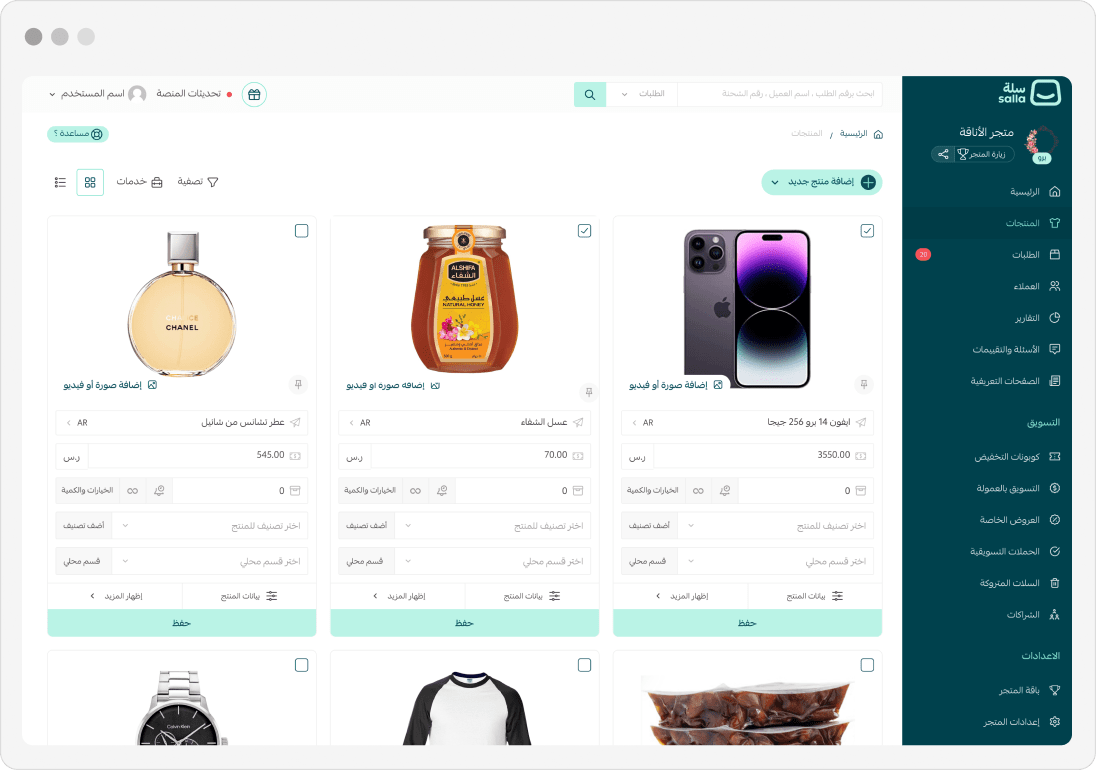 سلة
salla
متجر الأناقة
زيارة المتجر
برو
الرئيسية
المنتجات
الطلبات
20
العملاء
التقارير
الأسئلة والتقييمات
الصفحات التعريفية
التسويق
كوبونات التخفيض
التسويق بالعمولة
العروض الخاصة
الحملات التسويقية
السلات المتروكة
الشراكات
الاعدادات
باقة المتجر
إعدادات المتجر
ابحث برقم الطلب ، اسم العميل ، رقم الشحنة
الطلبات
تحديثات المنصة
اسم المستخدم
الرئيسية / المنتجات
مساعدة ؟
إضافة منتج جديد
تصفية
خدمات
إضافة صورة أو فيديو
ايفون 14 برو 256 جيجا
AR
3550.00
ر.س
0
الخيارات والكمية
اختر تصنيف للمنتج
أضف تصنيف
اختر قسم محلي
قسم محلي
بيانات المنتج
إظهار المزيد
حفظ
ALSHIFA
الشفاء
عسل طبيعي
NATURAL HONEY
إضافة صورة أو فيديو
عسل الشفاء
AR
70.00
ر.س
0
الخيارات والكمية
اختر تصنيف للمنتج
أضف تصنيف
اختر قسم محلي
قسم محلي
بيانات المنتج
إظهار المزيد
حفظ
CHANCE
CHANEL
إضافة صورة أو فيديو
عطر تشانس من شانيل
AR
545.00
ر.س
0
الخيارات والكمية
اختر تصنيف للمنتج
أضف تصنيف
اختر قسم محلي
قسم محلي
بيانات المنتج
إظهار المزيد
حفظ
Calvin Klein